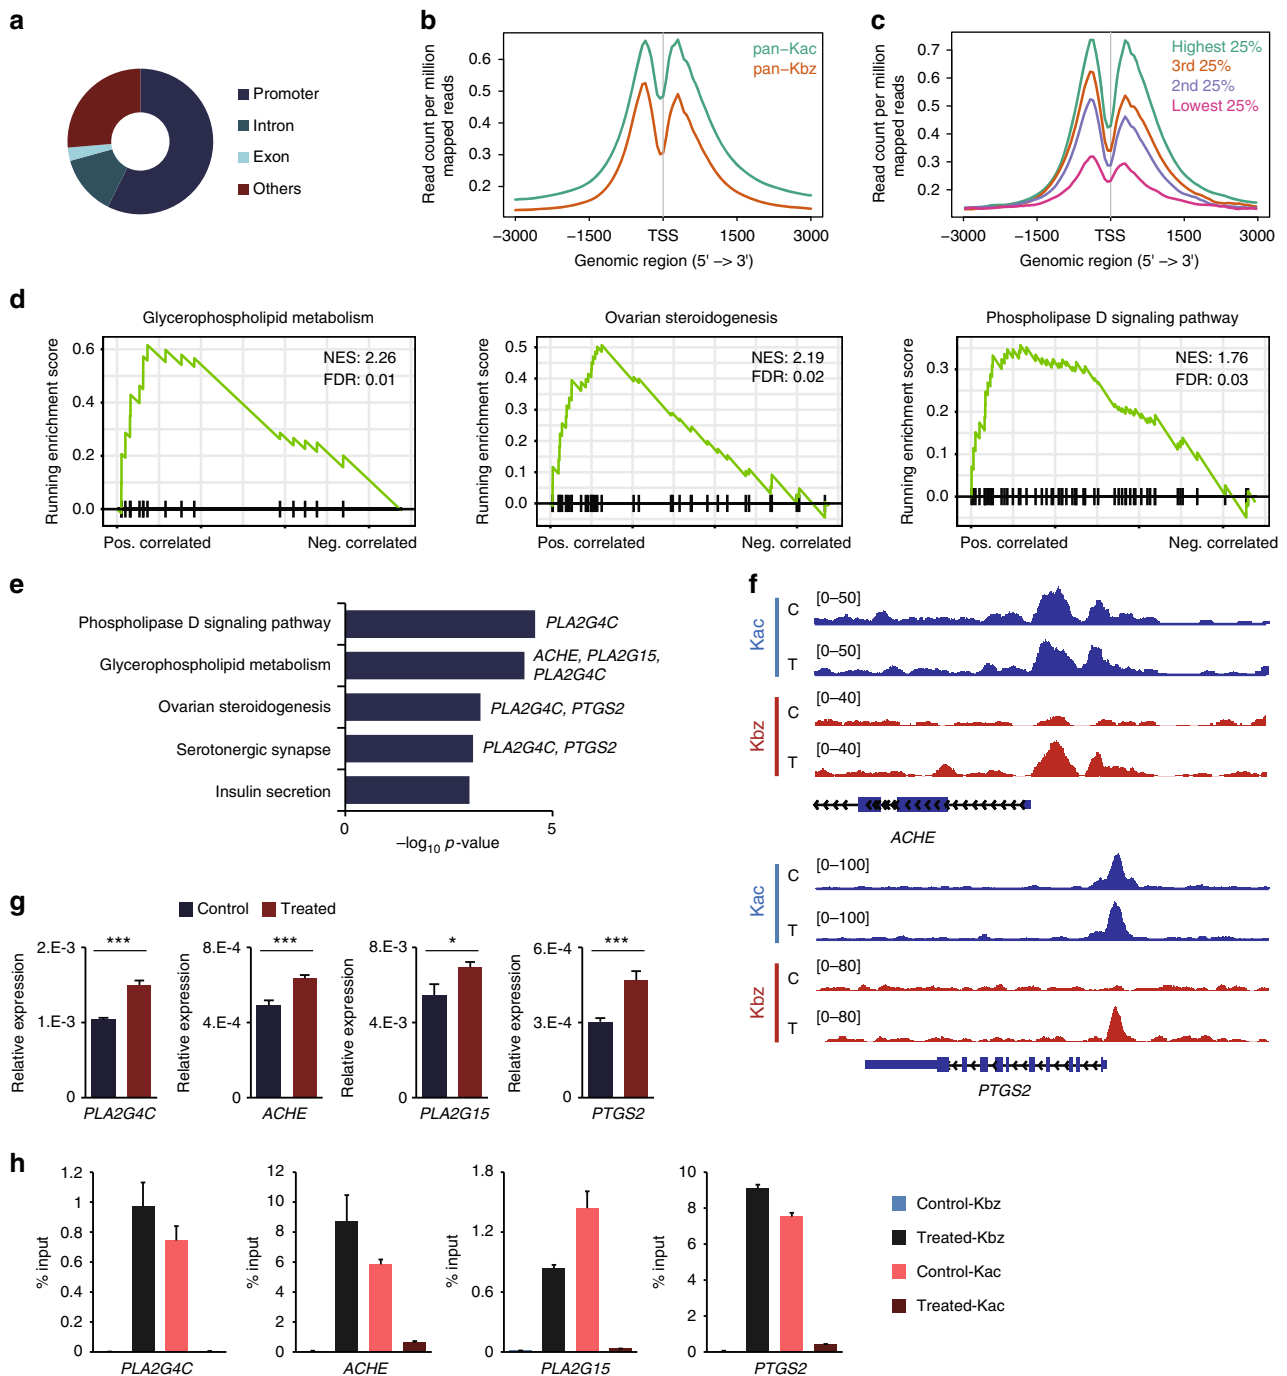 a
Promoter
Intron
Exon
Others
b
Read count per million
mapped reads
0.6
0.5
0.4
0.3
0.2
pan–Kac
pan–Kbz
−3000
−1500
TSS
1500
3000
Genomic region (5' –> 3')
c
Read count per million
mapped reads
0.7
0.6
0.5
0.4
0.3
0.2
Highest 25%
3rd 25%
2nd 25%
Lowest 25%
−3000
−1500
TSS
1500
3000
Genomic region (5' –> 3')
d
Glycerophospholipid metabolism
Running enrichment score
0.6
0.4
0.2
0.0
NES: 2.26
FDR: 0.01
Pos. correlated
Neg. correlated
Ovarian steroidogenesis
Running enrichment score
0.5
0.4
0.3
0.2
0.1
0.0
NES: 2.19
FDR: 0.02
Pos. correlated
Neg. correlated
Phospholipase D signaling pathway
Running enrichment score
0.3
0.2
0.1
0.0
NES: 1.76
FDR: 0.03
Pos. correlated
Neg. correlated
e
Phospholipase D signaling pathway
PLA2G4C
Glycerophospholipid metabolism
ACHE, PLA2G15,
PLA2G4C
Ovarian steroidogenesis
PLA2G4C, PTGS2
Serotonergic synapse
PLA2G4C, PTGS2
Insulin secretion
0
5
–log10 p-value
f
Kac
C
[0–50]
T
[0–50]
Kbz
C
[0–40]
T
[0–40]
ACHE
Kac
C
[0–100]
T
[0–100]
Kbz
C
[0–80]
T
[0–80]
PTGS2
g
Control
Treated
Relative expression
2.E-3
1.E-3
0
***
PLA2G4C
Relative expression
8.E-4
4.E-4
0
***
ACHE
Relative expression
8.E-3
4.E-3
0
*
PLA2G15
Relative expression
6.E-4
3.E-4
0
***
PTGS2
h
% input
1.2
1
0.8
0.6
0.4
0.2
0
PLA2G4C
% input
12
10
8
6
4
2
0
ACHE
% input
1.8
1.2
0.6
0
PLA2G15
% input
10
8
6
4
2
0
PTGS2
Control-Kbz
Treated-Kbz
Control-Kac
Treated-Kac